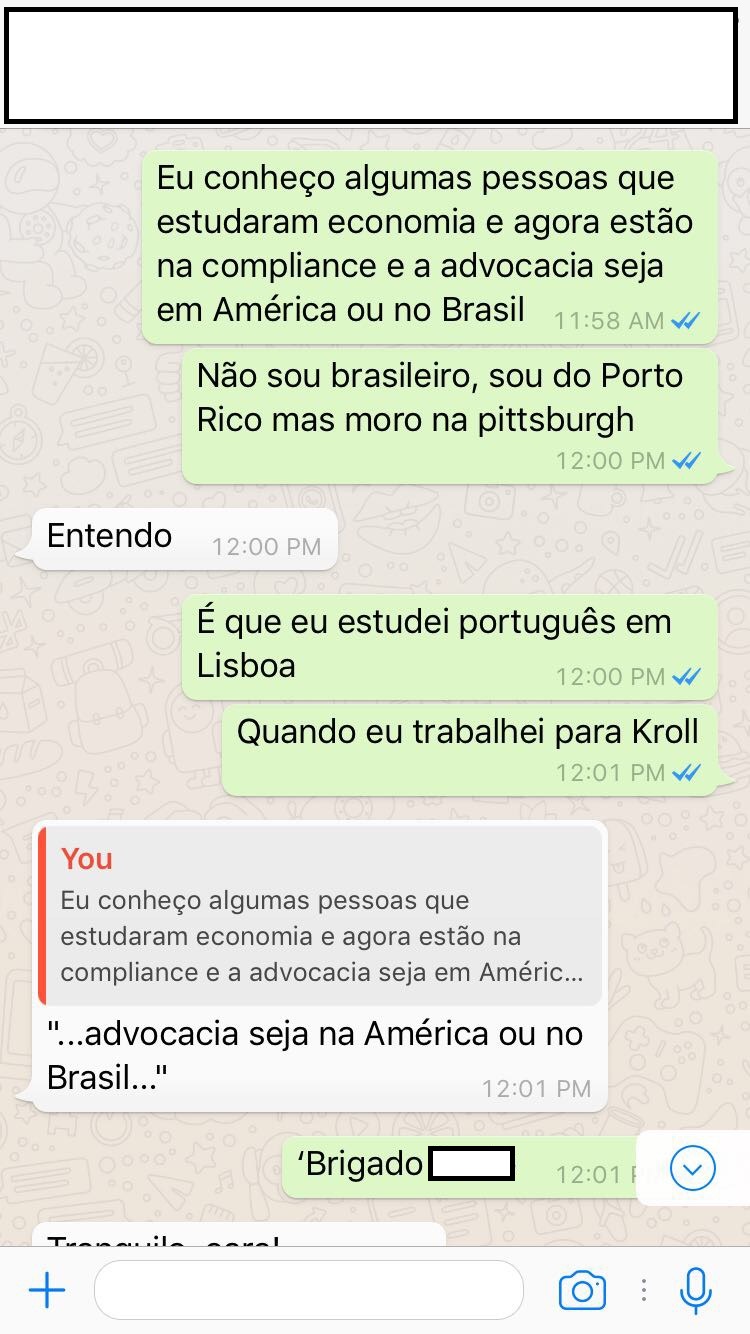 Eu conheço algumas pessoas que
estudaram economia e agora estão
na compliance e a advocacia seja
em América ou no Brasil
11:58 AM
Não sou brasileiro, sou do Porto
Rico mas moro na pittsburgh
12:00 PM
Entendo
12:00 PM
É que eu estudei português em
Lisboa
12:00 PM
Quando eu trabalhei para Kroll
12:01 PM
You
Eu conheço algumas pessoas que
estudaram economia e agora estão na
compliance e a advocacia seja em Améric...
"...advocacia seja na América ou no
Brasil..."
12:01 PM
‘Brigado
12:01